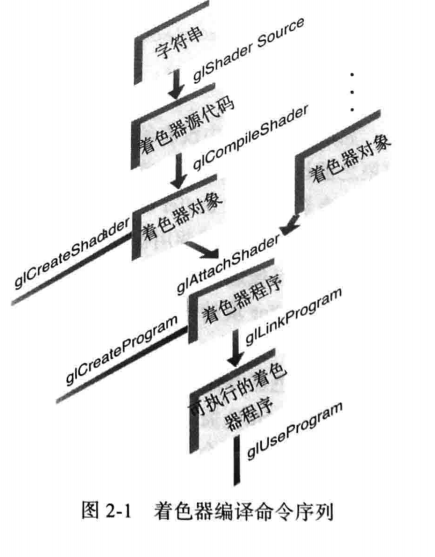 字符串
glShader Source
着色器源代码
glCompileShader
着色器对象
着色器对象
glCreateShadader
glAttachShader
着色器程序
glCreateProgram
glLinkProgram
可执行的着色
器程序
glUseProgram
图 2-1 着色器编译命令序列